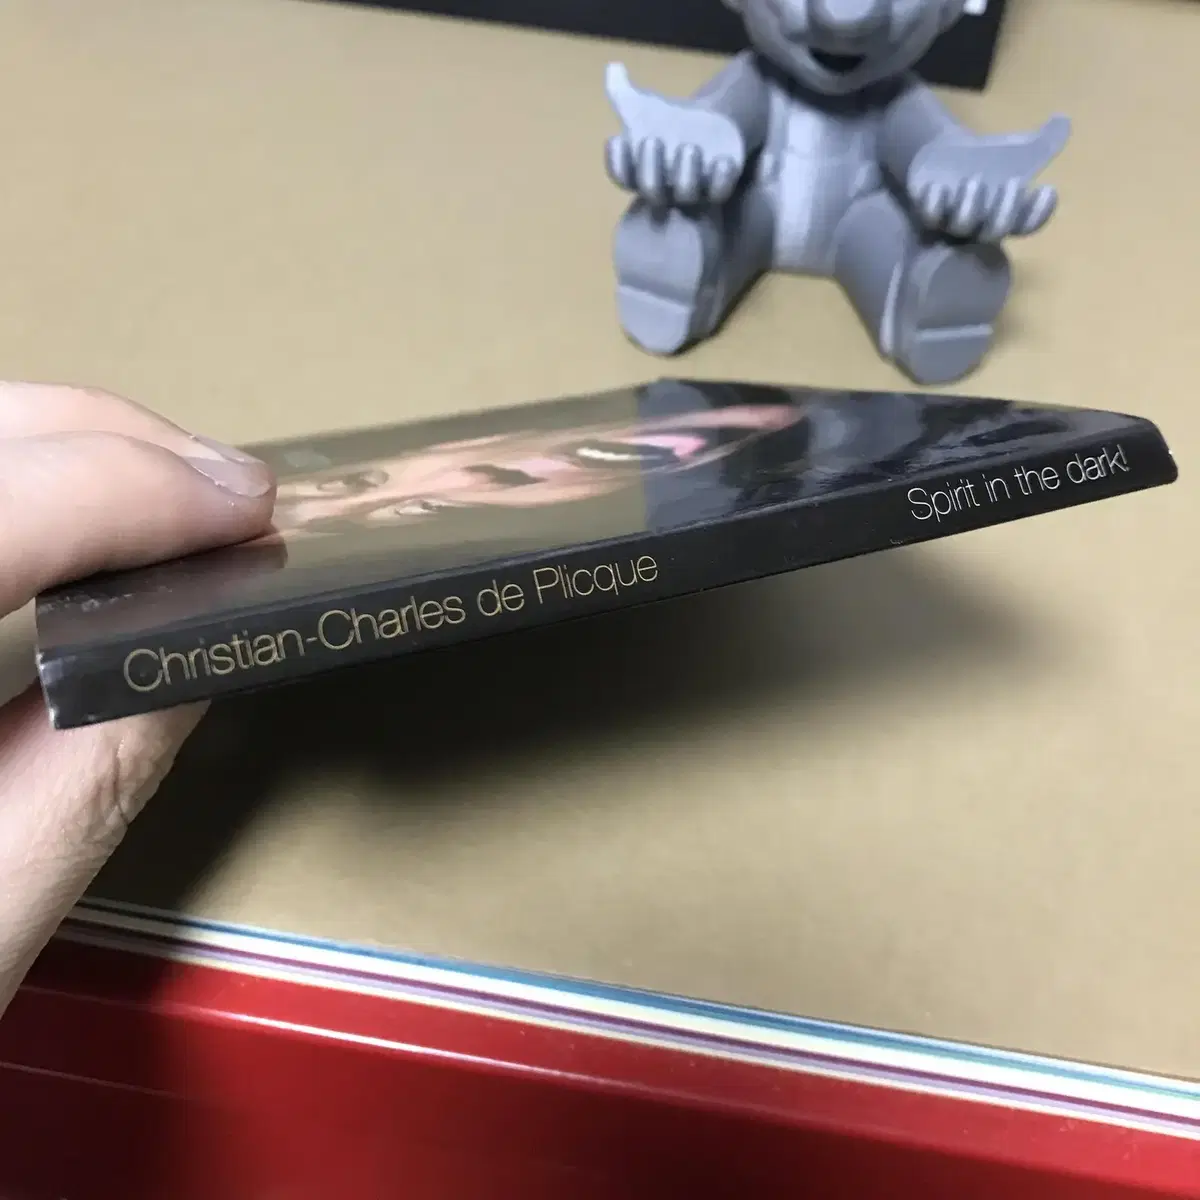 Christian-Charles de Plicque
Spirit in the dark!